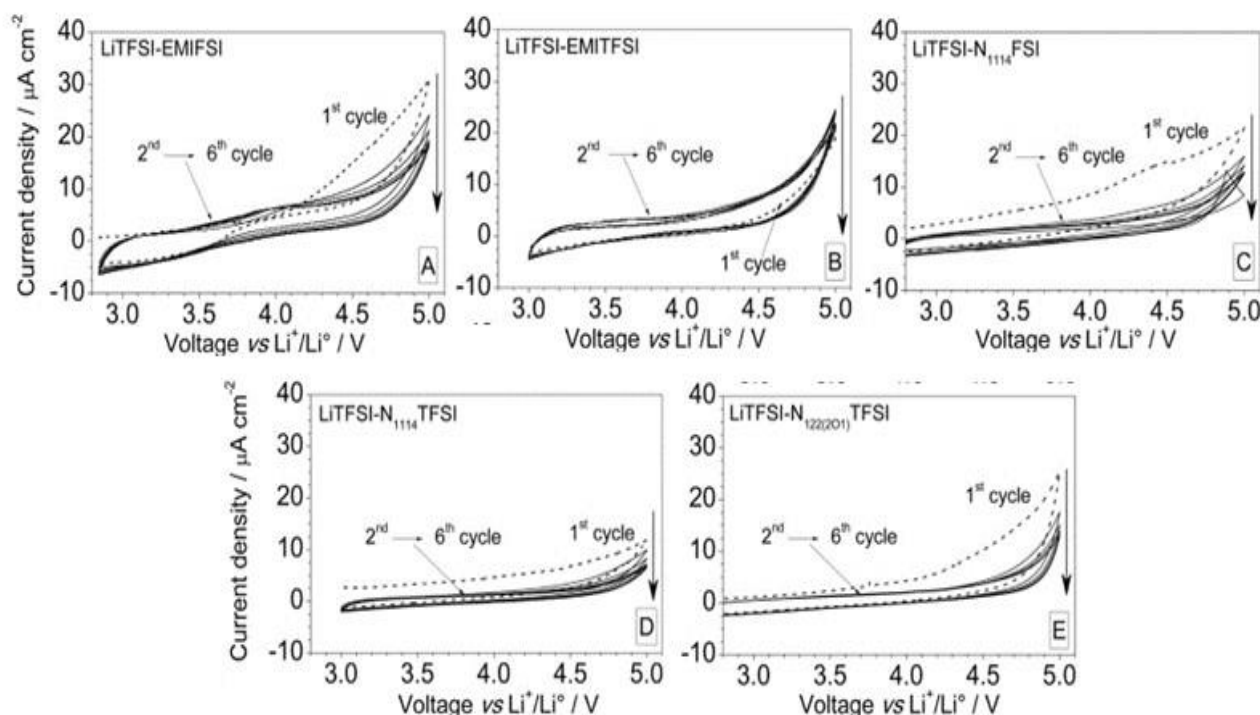 Current density / µA cm⁻²
40
30
20
10
0
-10
LiTFSI-EMIFSI
1ˢᵗ cycle
2ⁿᵈ → 6ᵗʰ cycle
A
3.0 3.5 4.0 4.5 5.0
Voltage vs Li⁺/Li° / V
40
30
20
10
0
-10
LiTFSI-EMITFSI
2ⁿᵈ → 6ᵗʰ cycle
1ˢᵗ cycle
B
3.0 3.5 4.0 4.5 5.0
Voltage vs Li⁺/Li° / V
40
30
20
10
0
-10
LiTFSI-N₁₁₁₄FSI
1ˢᵗ cycle
2ⁿᵈ → 6ᵗʰ cycle
C
3.0 3.5 4.0 4.5 5.0
Voltage vs Li⁺/Li° / V
Current density / µA cm⁻²
40
30
20
10
0
-10
LiTFSI-N₁₁₁₄TFSI
2ⁿᵈ → 6ᵗʰ cycle
1ˢᵗ cycle
D
3.0 3.5 4.0 4.5 5.0
Voltage vs Li⁺/Li° / V
40
30
20
10
0
-10
LiTFSI-N₁₂₂₍₂₀₁₎TFSI
1ˢᵗ cycle
2ⁿᵈ → 6ᵗʰ cycle
E
3.0 3.5 4.0 4.5 5.0
Voltage vs Li⁺/Li° / V